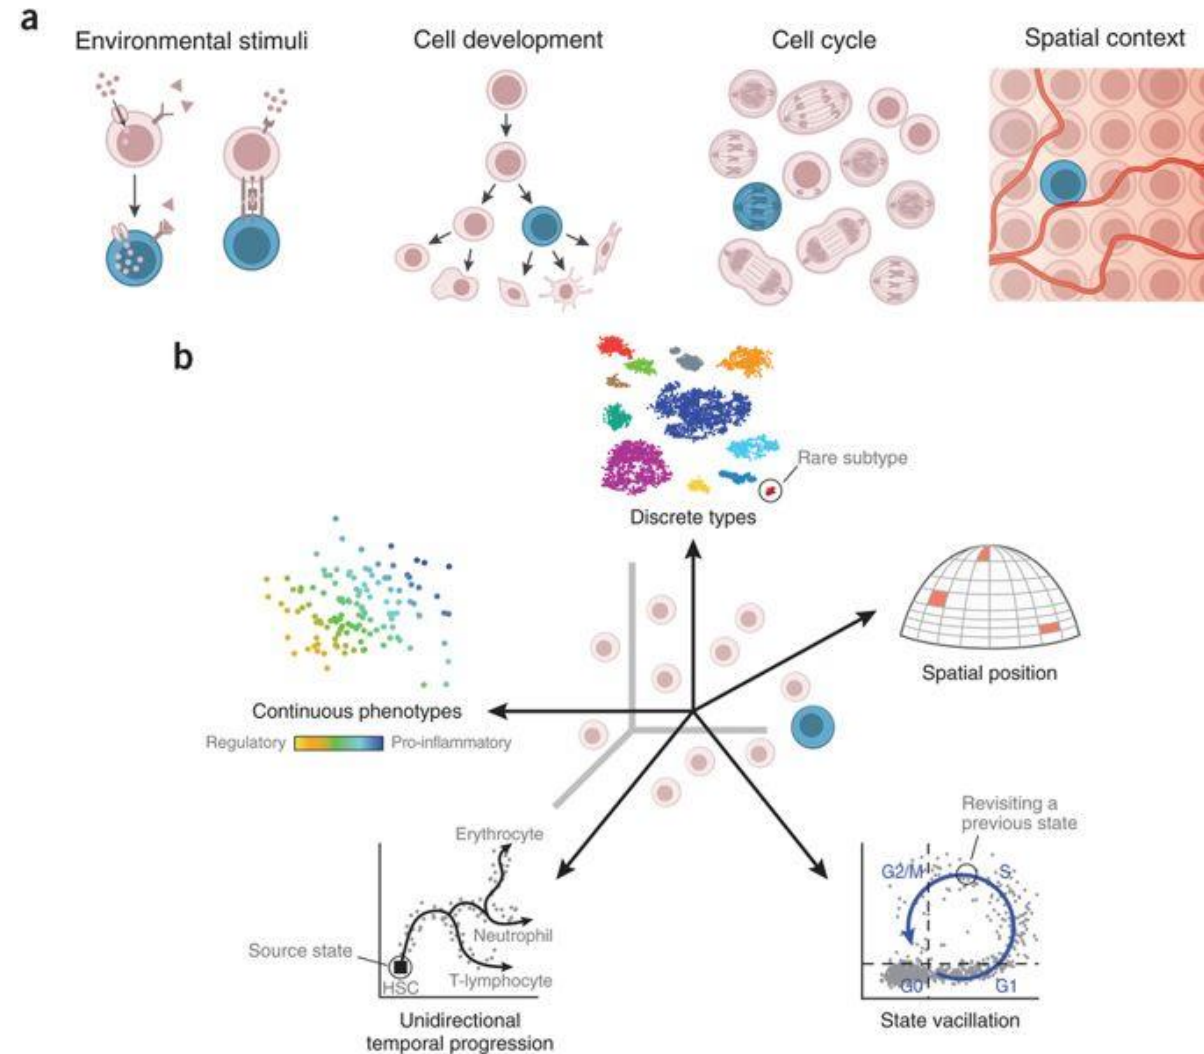 a
Environmental stimuli
Cell development
Cell cycle
Spatial context
b
Rare subtype
Discrete types
Spatial position
Continuous phenotypes
Regulatory
Pro-inflammatory
Erythrocyte
Neutrophil
T-lymphocyte
Source state
HSC
Unidirectional
temporal progression
Revisiting a
previous state
G2/M
S
G0
G1
State vacillation